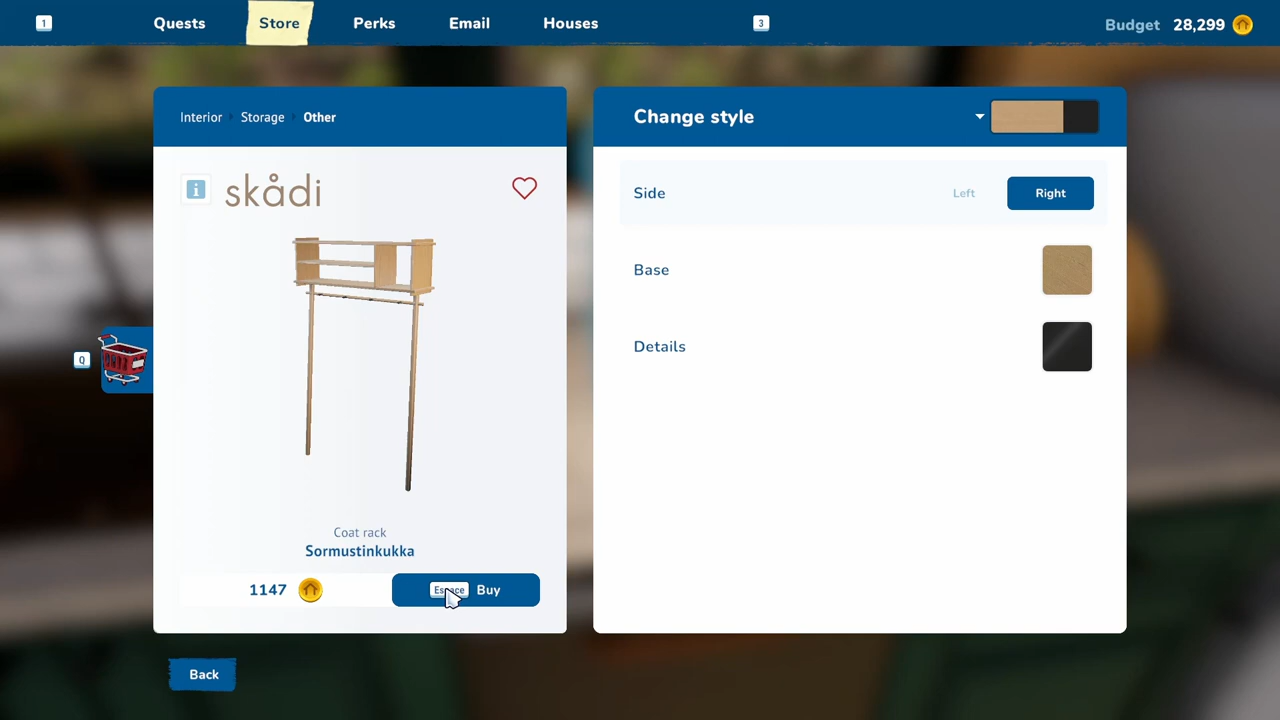 1 Quests Store Perks Email Houses 3 Budget 28,299
Interior Storage Other
Change style
i skådi
Side Left Right
Base
Details
Q
Coat rack
Sormustinkukka
1147 Buy
Back